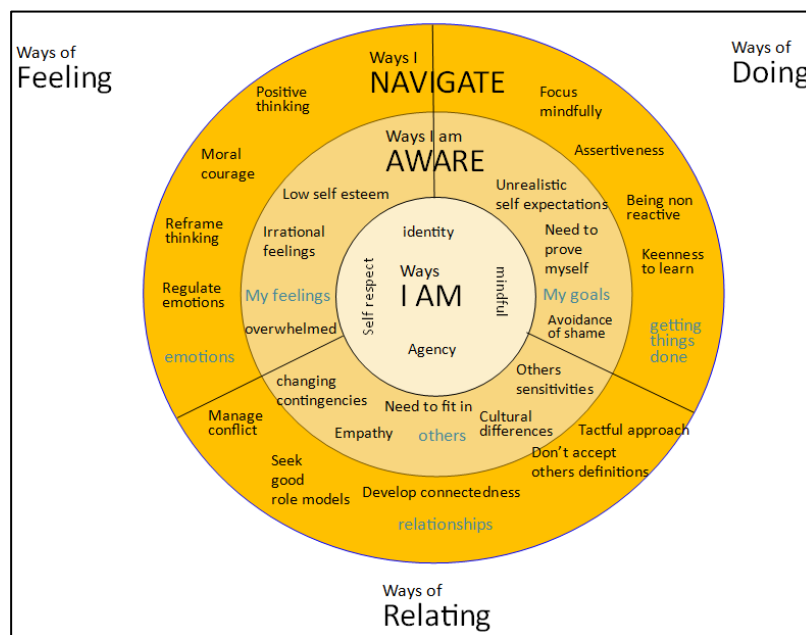 Ways of
Feeling
Ways of
Doing
Ways I
NAVIGATE
Positive
thinking
Moral
courage
Reframe
thinking
Regulate
emotions
emotions
Focus
mindfully
Assertiveness
Being non
reactive
Keenness
to learn
getting
things
done
Ways I am
AWARE
Low self esteem
Irrational
feelings
My feelings
overwhelmed
Unrealistic
self expectations
Need to
prove
myself
My goals
Avoidance
of shame
identity
Self respect
Ways
I AM
mindful
Agency
changing
contingencies
Empathy
Need to fit in
others
Cultural
differences
Others
sensitivities
Manage
conflict
Seek
good
role models
Develop connectedness
relationships
Tactful approach
Don't accept
others definitions
Ways of
Relating